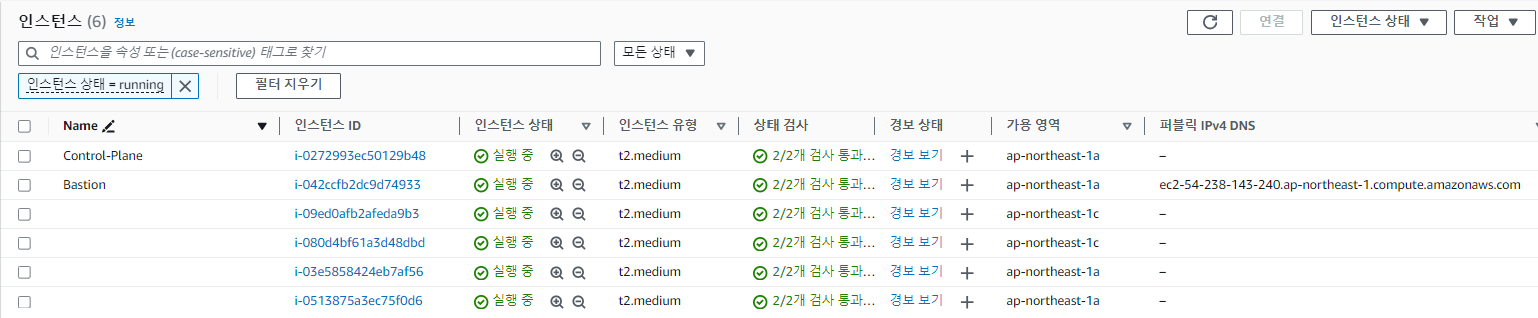 인스턴스 (6) 정보
연결
인스턴스 상태
작업
인스턴스을 속성 또는 (case-sensitive) 태그로 찾기
모든 상태
인스턴스 상태 = running
필터 지우기
Name 인스턴스 ID 인스턴스 상태 인스턴스 유형 상태 검사 경보 상태 가용 영역 퍼블릭 IPv4 DNS
Control-Plane i-0272993ec50129b48 실행 중 t2.medium 2/2개 검사 통과... 경보 보기 ap-northeast-1a –
Bastion i-042ccfb2dc9d74933 실행 중 t2.medium 2/2개 검사 통과... 경보 보기 ap-northeast-1a ec2-54-238-143-240.ap-northeast-1.compute.amazonaws.com
i-09ed0afb2afeda9b3 실행 중 t2.medium 2/2개 검사 통과... 경보 보기 ap-northeast-1c –
i-080d4bf61a3d48dbd 실행 중 t2.medium 2/2개 검사 통과... 경보 보기 ap-northeast-1c –
i-03e5858424eb7af56 실행 중 t2.medium 2/2개 검사 통과... 경보 보기 ap-northeast-1a –
i-0513875a3ec75f0d6 실행 중 t2.medium 2/2개 검사 통과... 경보 보기 ap-northeast-1a –